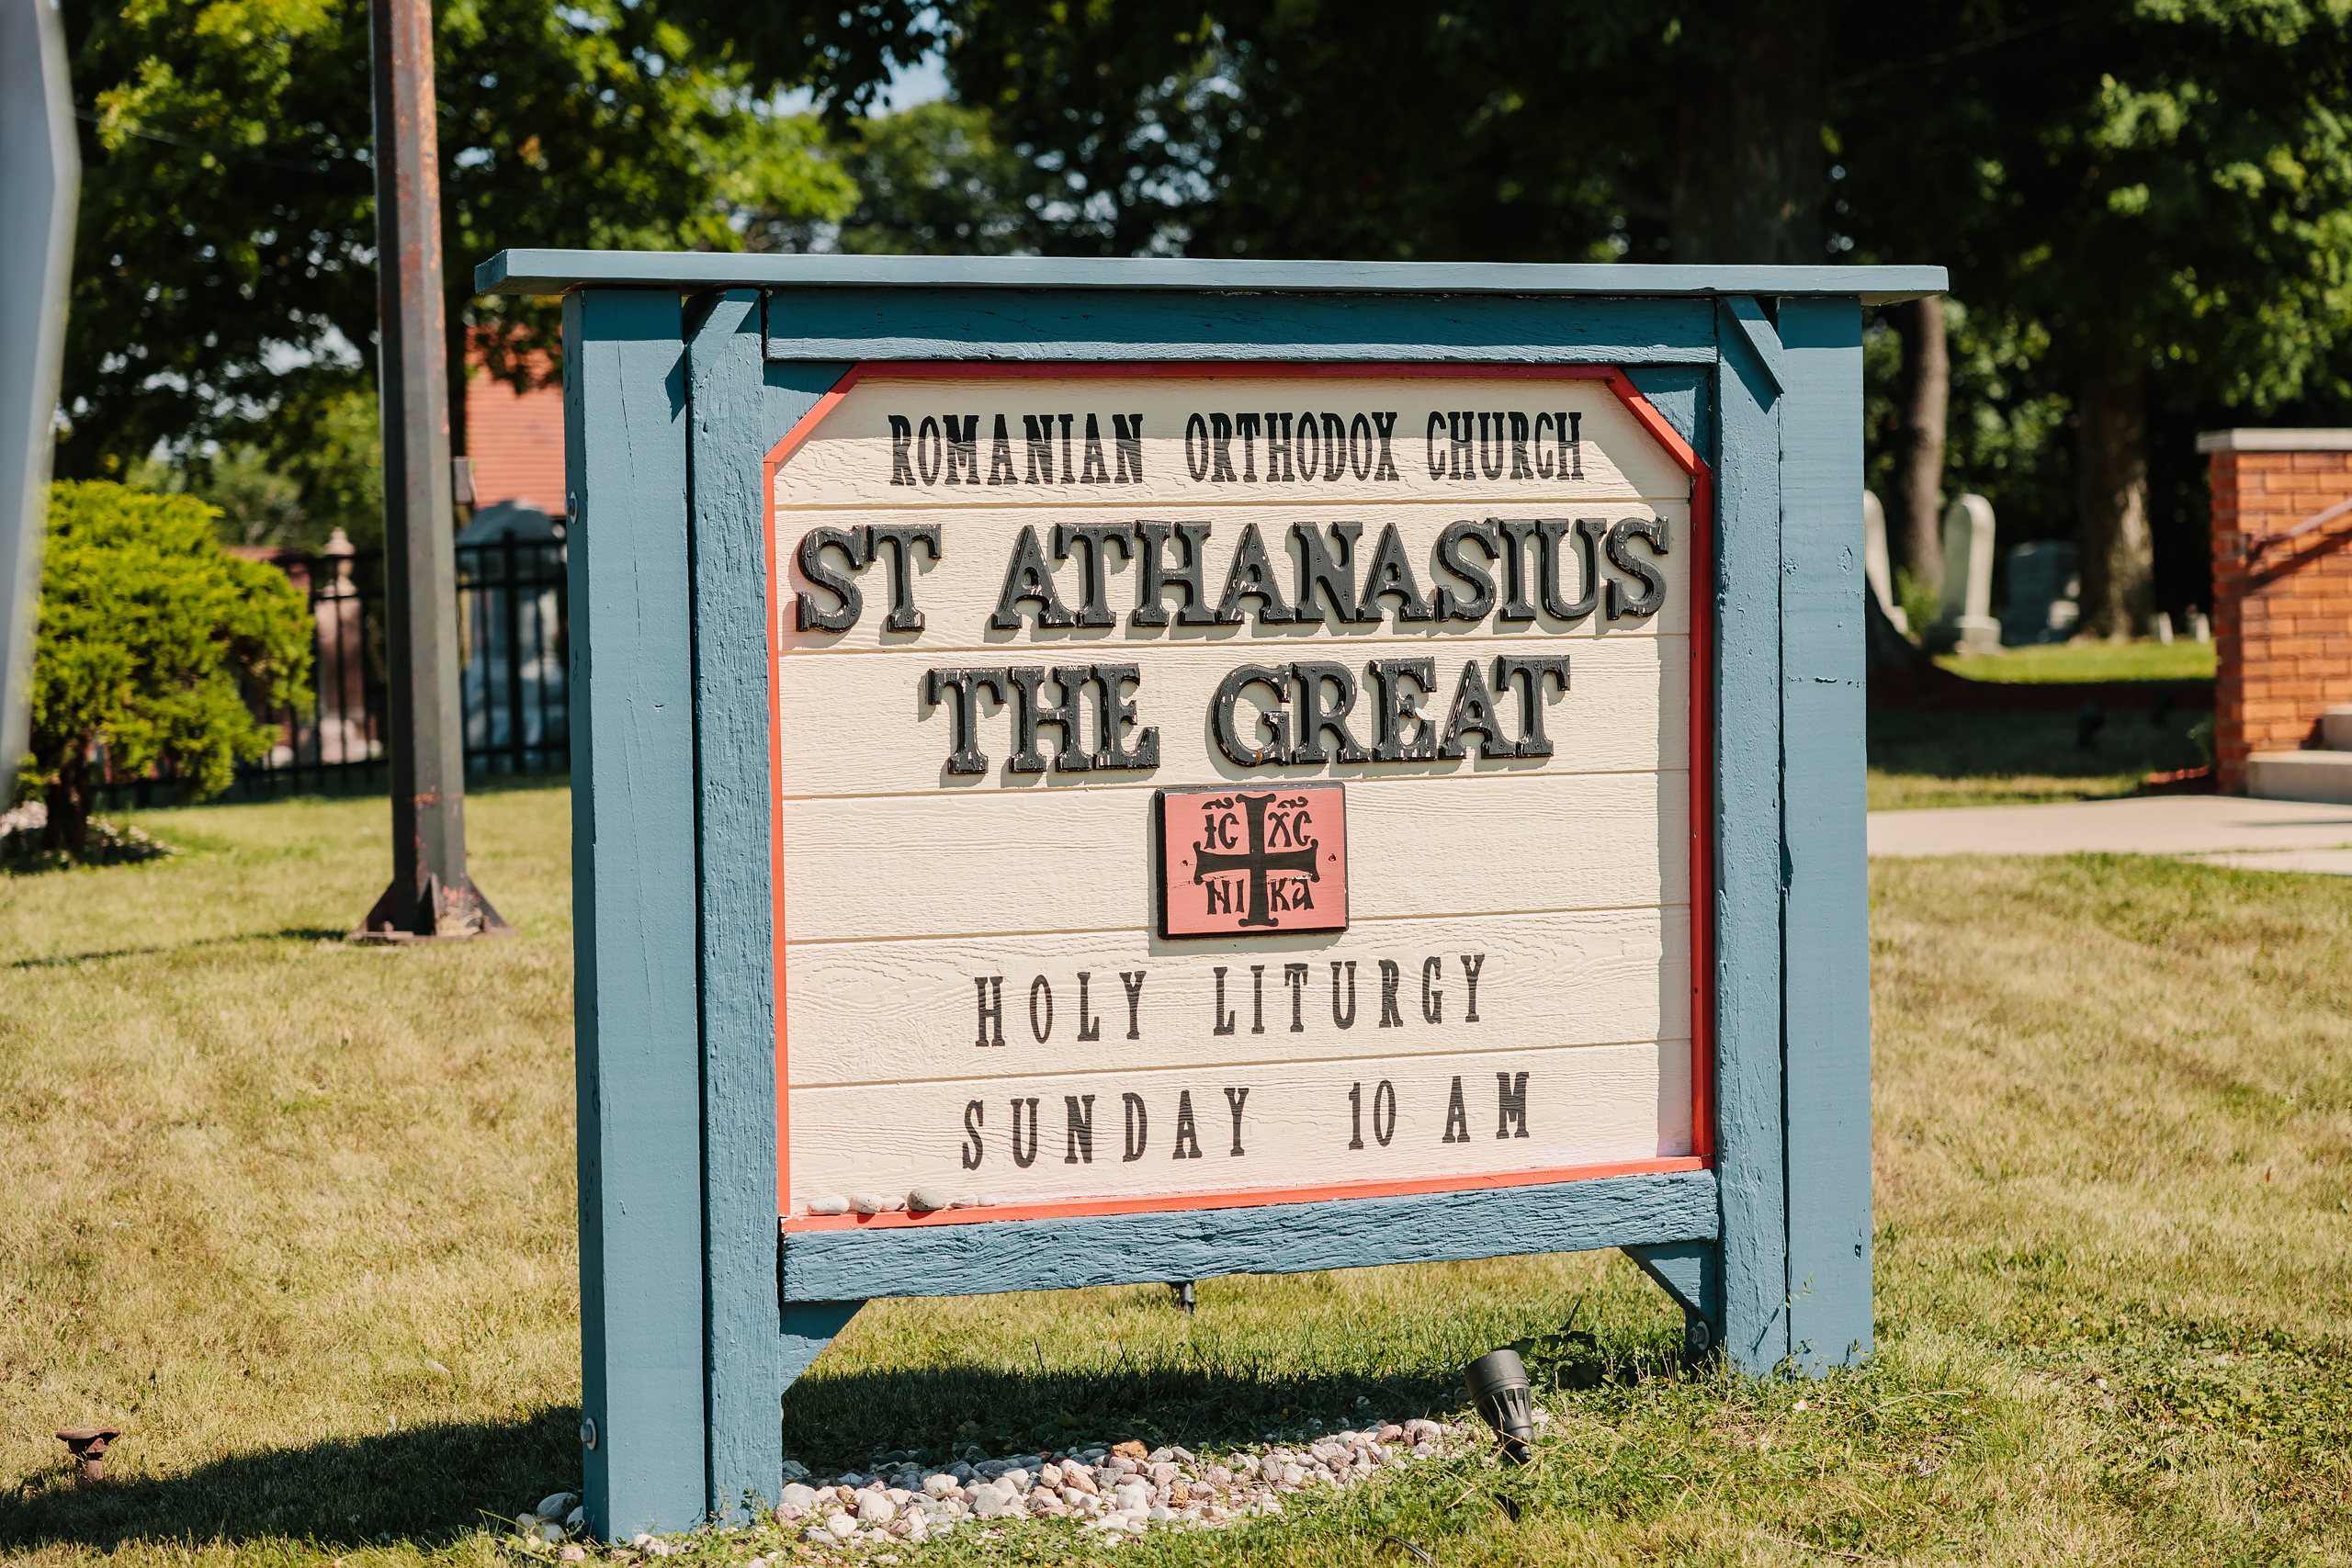 ROMANIAN ORTHODOX CHURCH
ST ATHANASIUS
THE GREAT
IC XC
NI KA
HOLY LITURGY
SUNDAY 10 AM